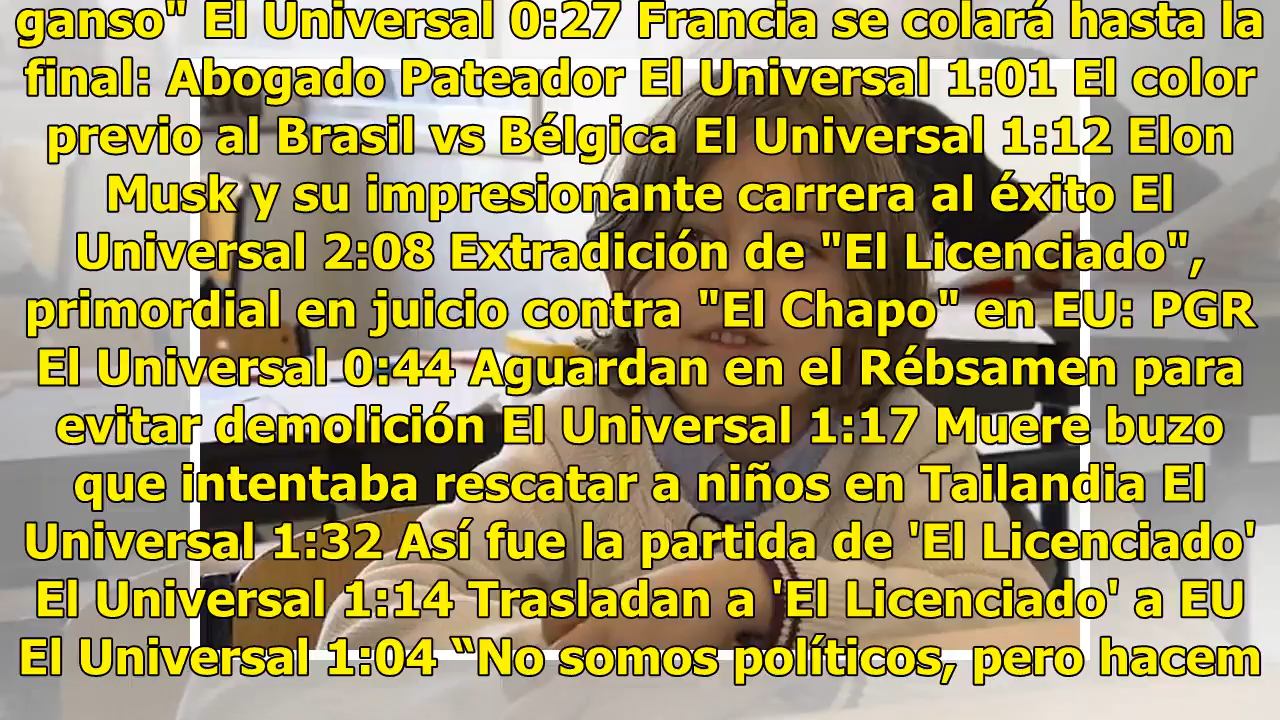 ganso" El Universal 0:27 Francia se colará hasta la
final: Abogado Pateador El Universal 1:01 El color
previo al Brasil vs Bélgica El Universal 1:12 Elon
Musk y su impresionante carrera al éxito El
Universal 2:08 Extradición de "El Licenciado",
primordial en juicio contra "El Chapo" en EU: PGR
El Universal 0:44 Aguardan en el Rébsamen para
evitar demolición El Universal 1:17 Muere buzo
que intentaba rescatar a niños en Tailandia El
Universal 1:32 Así fue la partida de 'El Licenciado'
El Universal 1:14 Trasladan a 'El Licenciado' a EU
El Universal 1:04 “No somos políticos, pero hacem